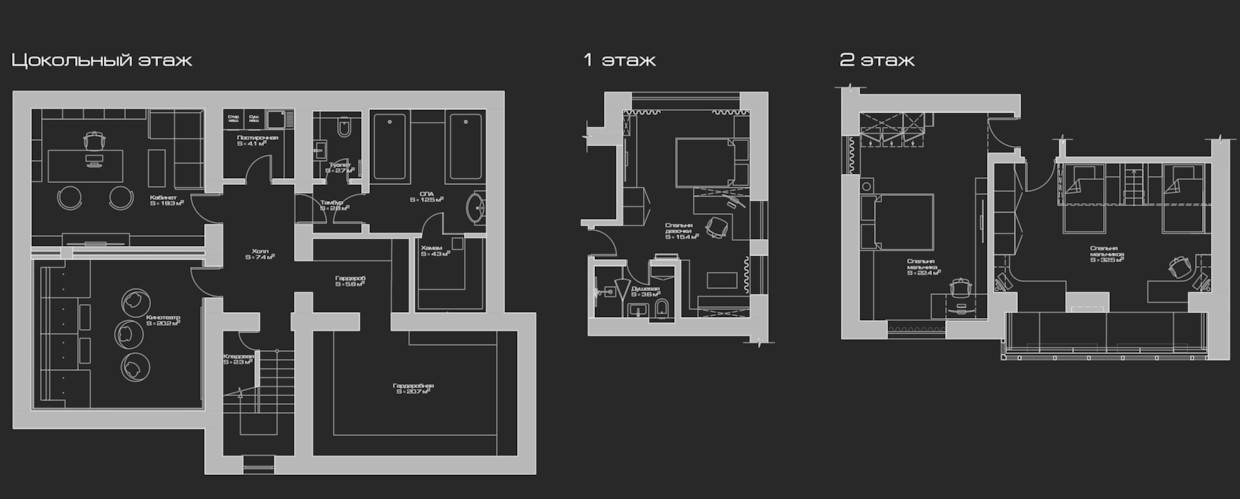 Цокольный этаж
1 этаж
2 этаж
Стир. маш.
Суш. маш.
Постирочная
S = 4.1 м²
Туалет
S = 2.7 м²
Кабинет
S = 18.3 м²
Тамбур
S = 2.8 м²
СПА
S = 12.5 м²
Холл
S = 7.4 м²
Хамам
S = 4.3 м²
Гардероб
S = 5.8 м²
Кинотеатр
S = 20.2 м²
Кладовая
S = 2.3 м²
Гардеробная
S = 20.7 м²
Спальня
девочки
S = 15.4 м²
Душевая
S = 3.6 м²
Спальня
мальчика
S = 22.4 м²
Спальня
мальчиков
S = 32.5 м²